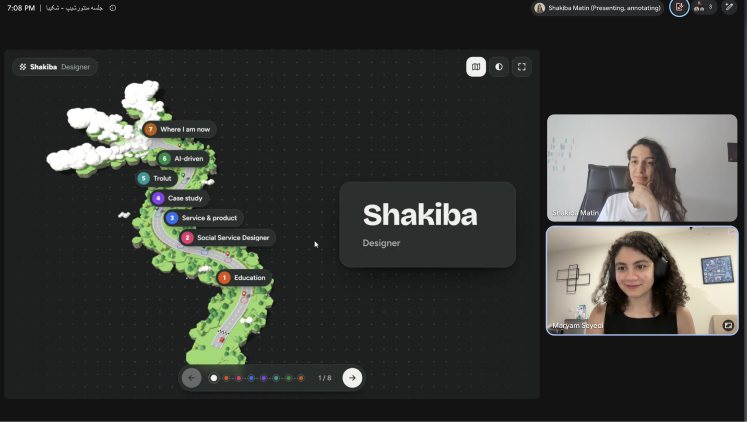 7:08 PM | جلسه منتورشیپ - شکیبا
Shakiba Matin (Presenting, annotating)
3
Shakiba Designer
7 Where I am now
6 AI-driven
5 Trolut
4 Case study
3 Service & product
2 Social Service Designer
1 Education
Shakiba
Designer
1 / 8
Shakiba Matin
Maryam Seyedi